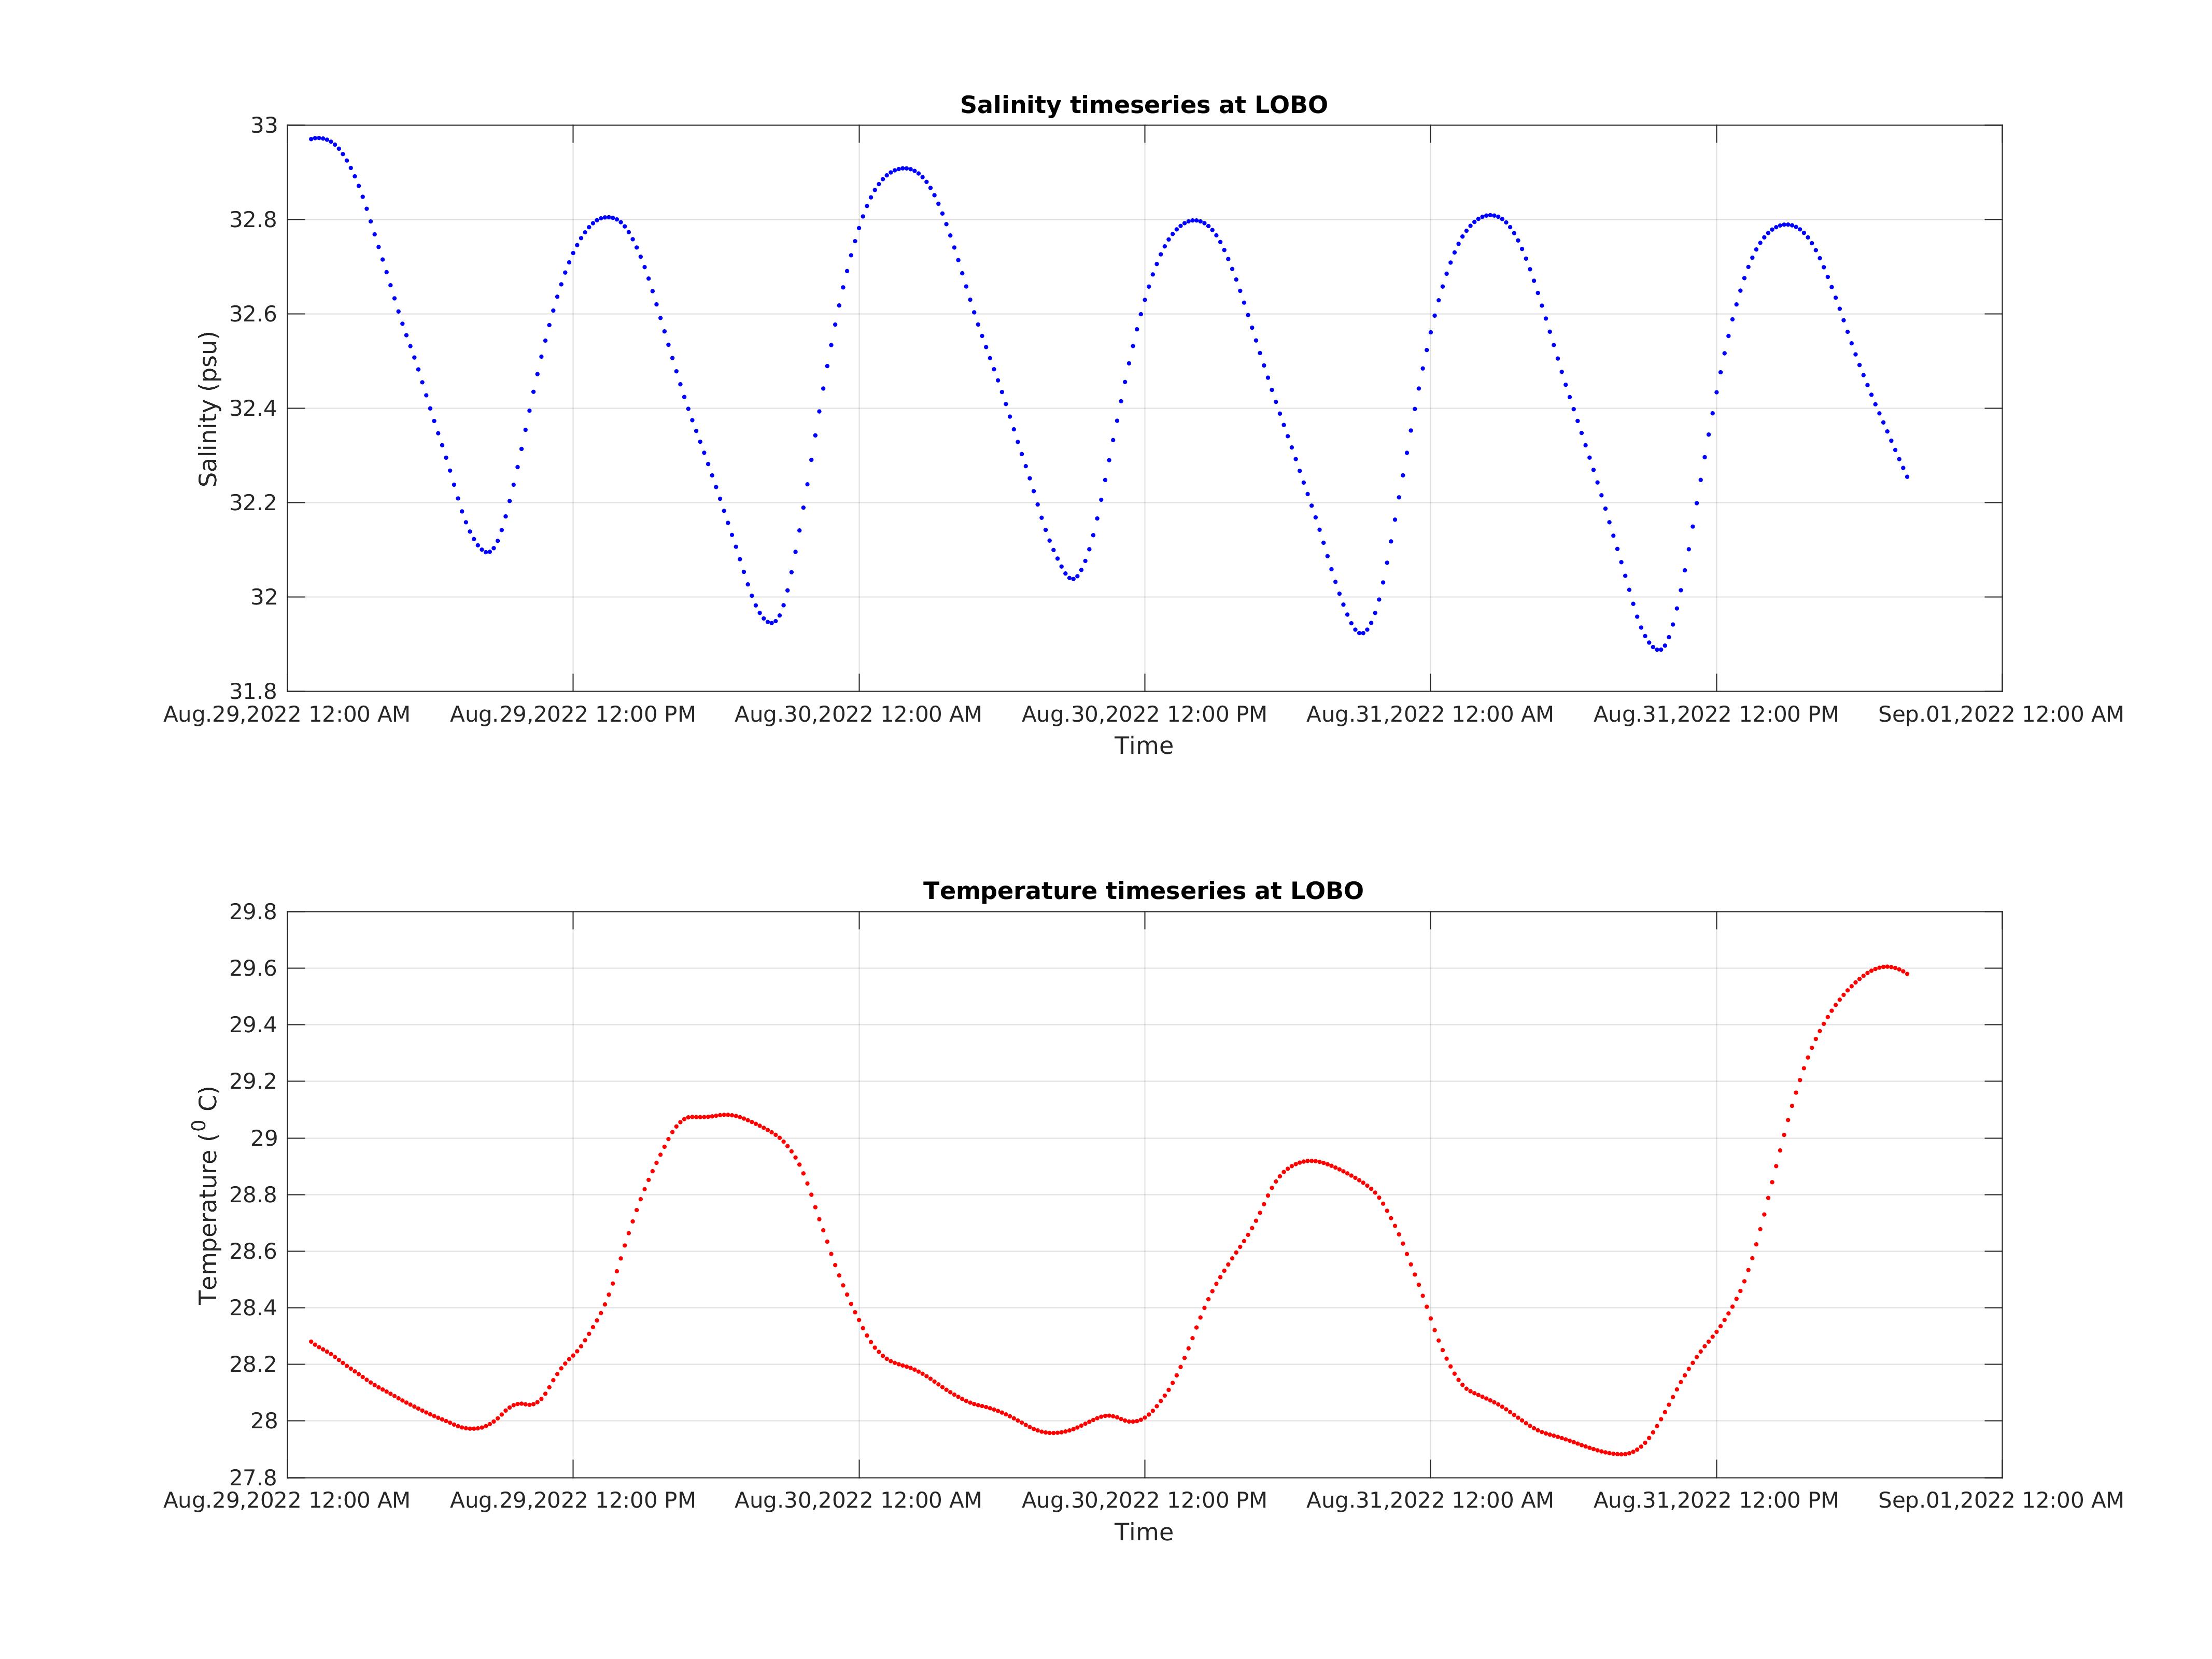 Salinity timeseries at LOBO
33
32.8
32.6
32.4
32.2
32
31.8
Salinity (psu)
Aug.29,2022 12:00 AM Aug.29,2022 12:00 PM Aug.30,2022 12:00 AM Aug.30,2022 12:00 PM Aug.31,2022 12:00 AM Aug.31,2022 12:00 PM Sep.01,2022 12:00 AM
Time
Temperature timeseries at LOBO
29.8
29.6
29.4
29.2
29
28.8
28.6
28.4
28.2
28
27.8
Temperature (⁰ C)
Aug.29,2022 12:00 AM Aug.29,2022 12:00 PM Aug.30,2022 12:00 AM Aug.30,2022 12:00 PM Aug.31,2022 12:00 AM Aug.31,2022 12:00 PM Sep.01,2022 12:00 AM
Time